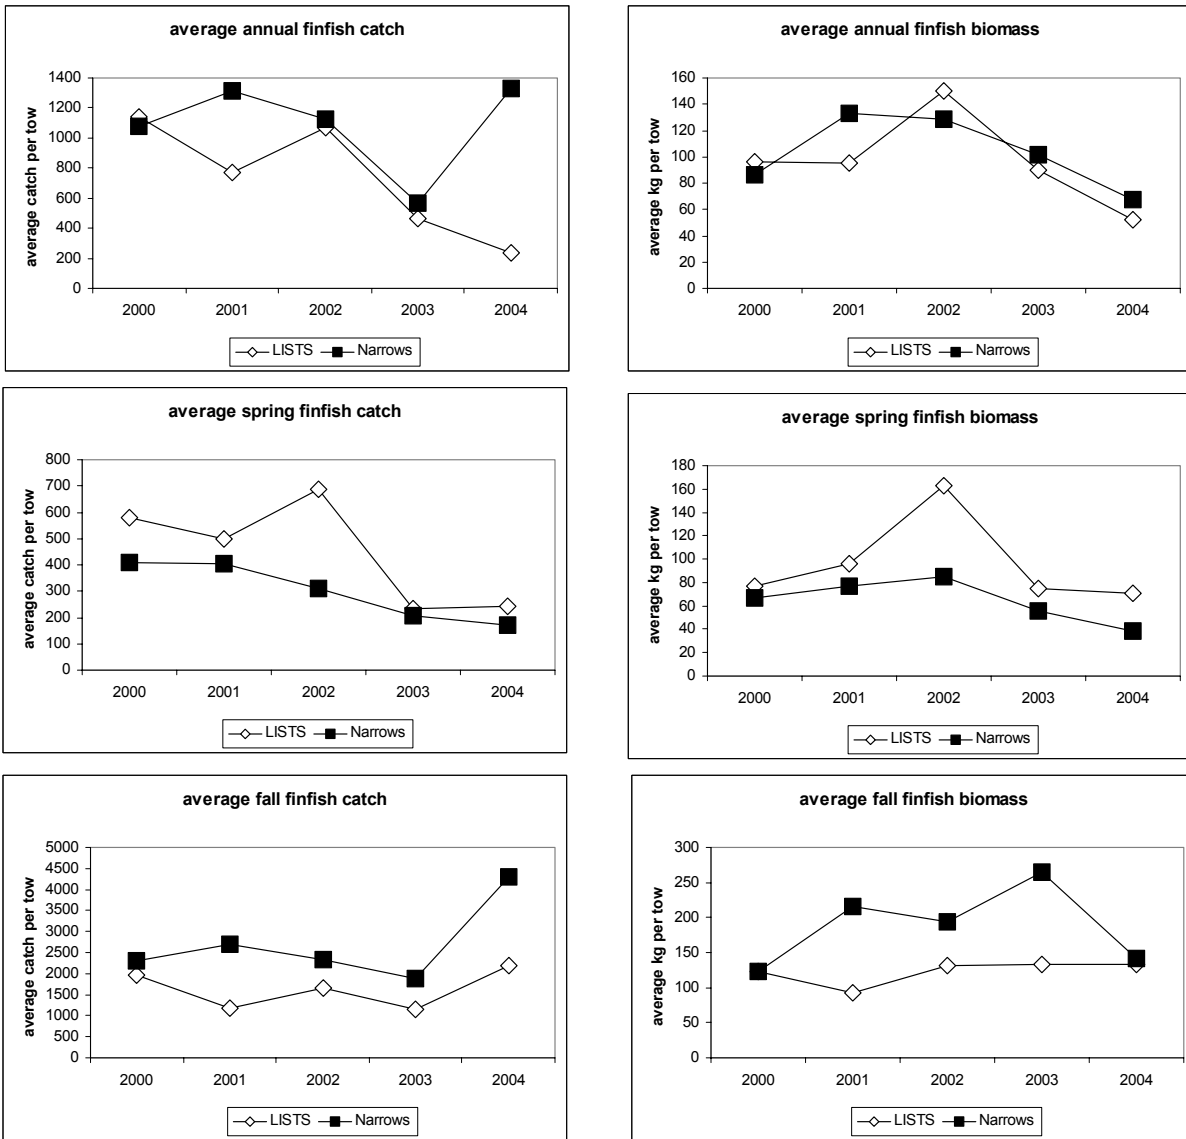 average annual finfish catch
average catch per tow
1400
1200
1000
800
600
400
200
0
2000 2001 2002 2003 2004
LISTS Narrows
average annual finfish biomass
average kg per tow
160
140
120
100
80
60
40
20
0
2000 2001 2002 2003 2004
LISTS Narrows
average spring finfish catch
average catch per tow
800
700
600
500
400
300
200
100
0
2000 2001 2002 2003 2004
LISTS Narrows
average spring finfish biomass
average kg per tow
180
160
140
120
100
80
60
40
20
0
2000 2001 2002 2003 2004
LISTS Narrows
average fall finfish catch
average catch per tow
5000
4500
4000
3500
3000
2500
2000
1500
1000
500
0
2000 2001 2002 2003 2004
LISTS Narrows
average fall finfish biomass
average kg per tow
300
250
200
150
100
50
0
2000 2001 2002 2003 2004
LISTS Narrows